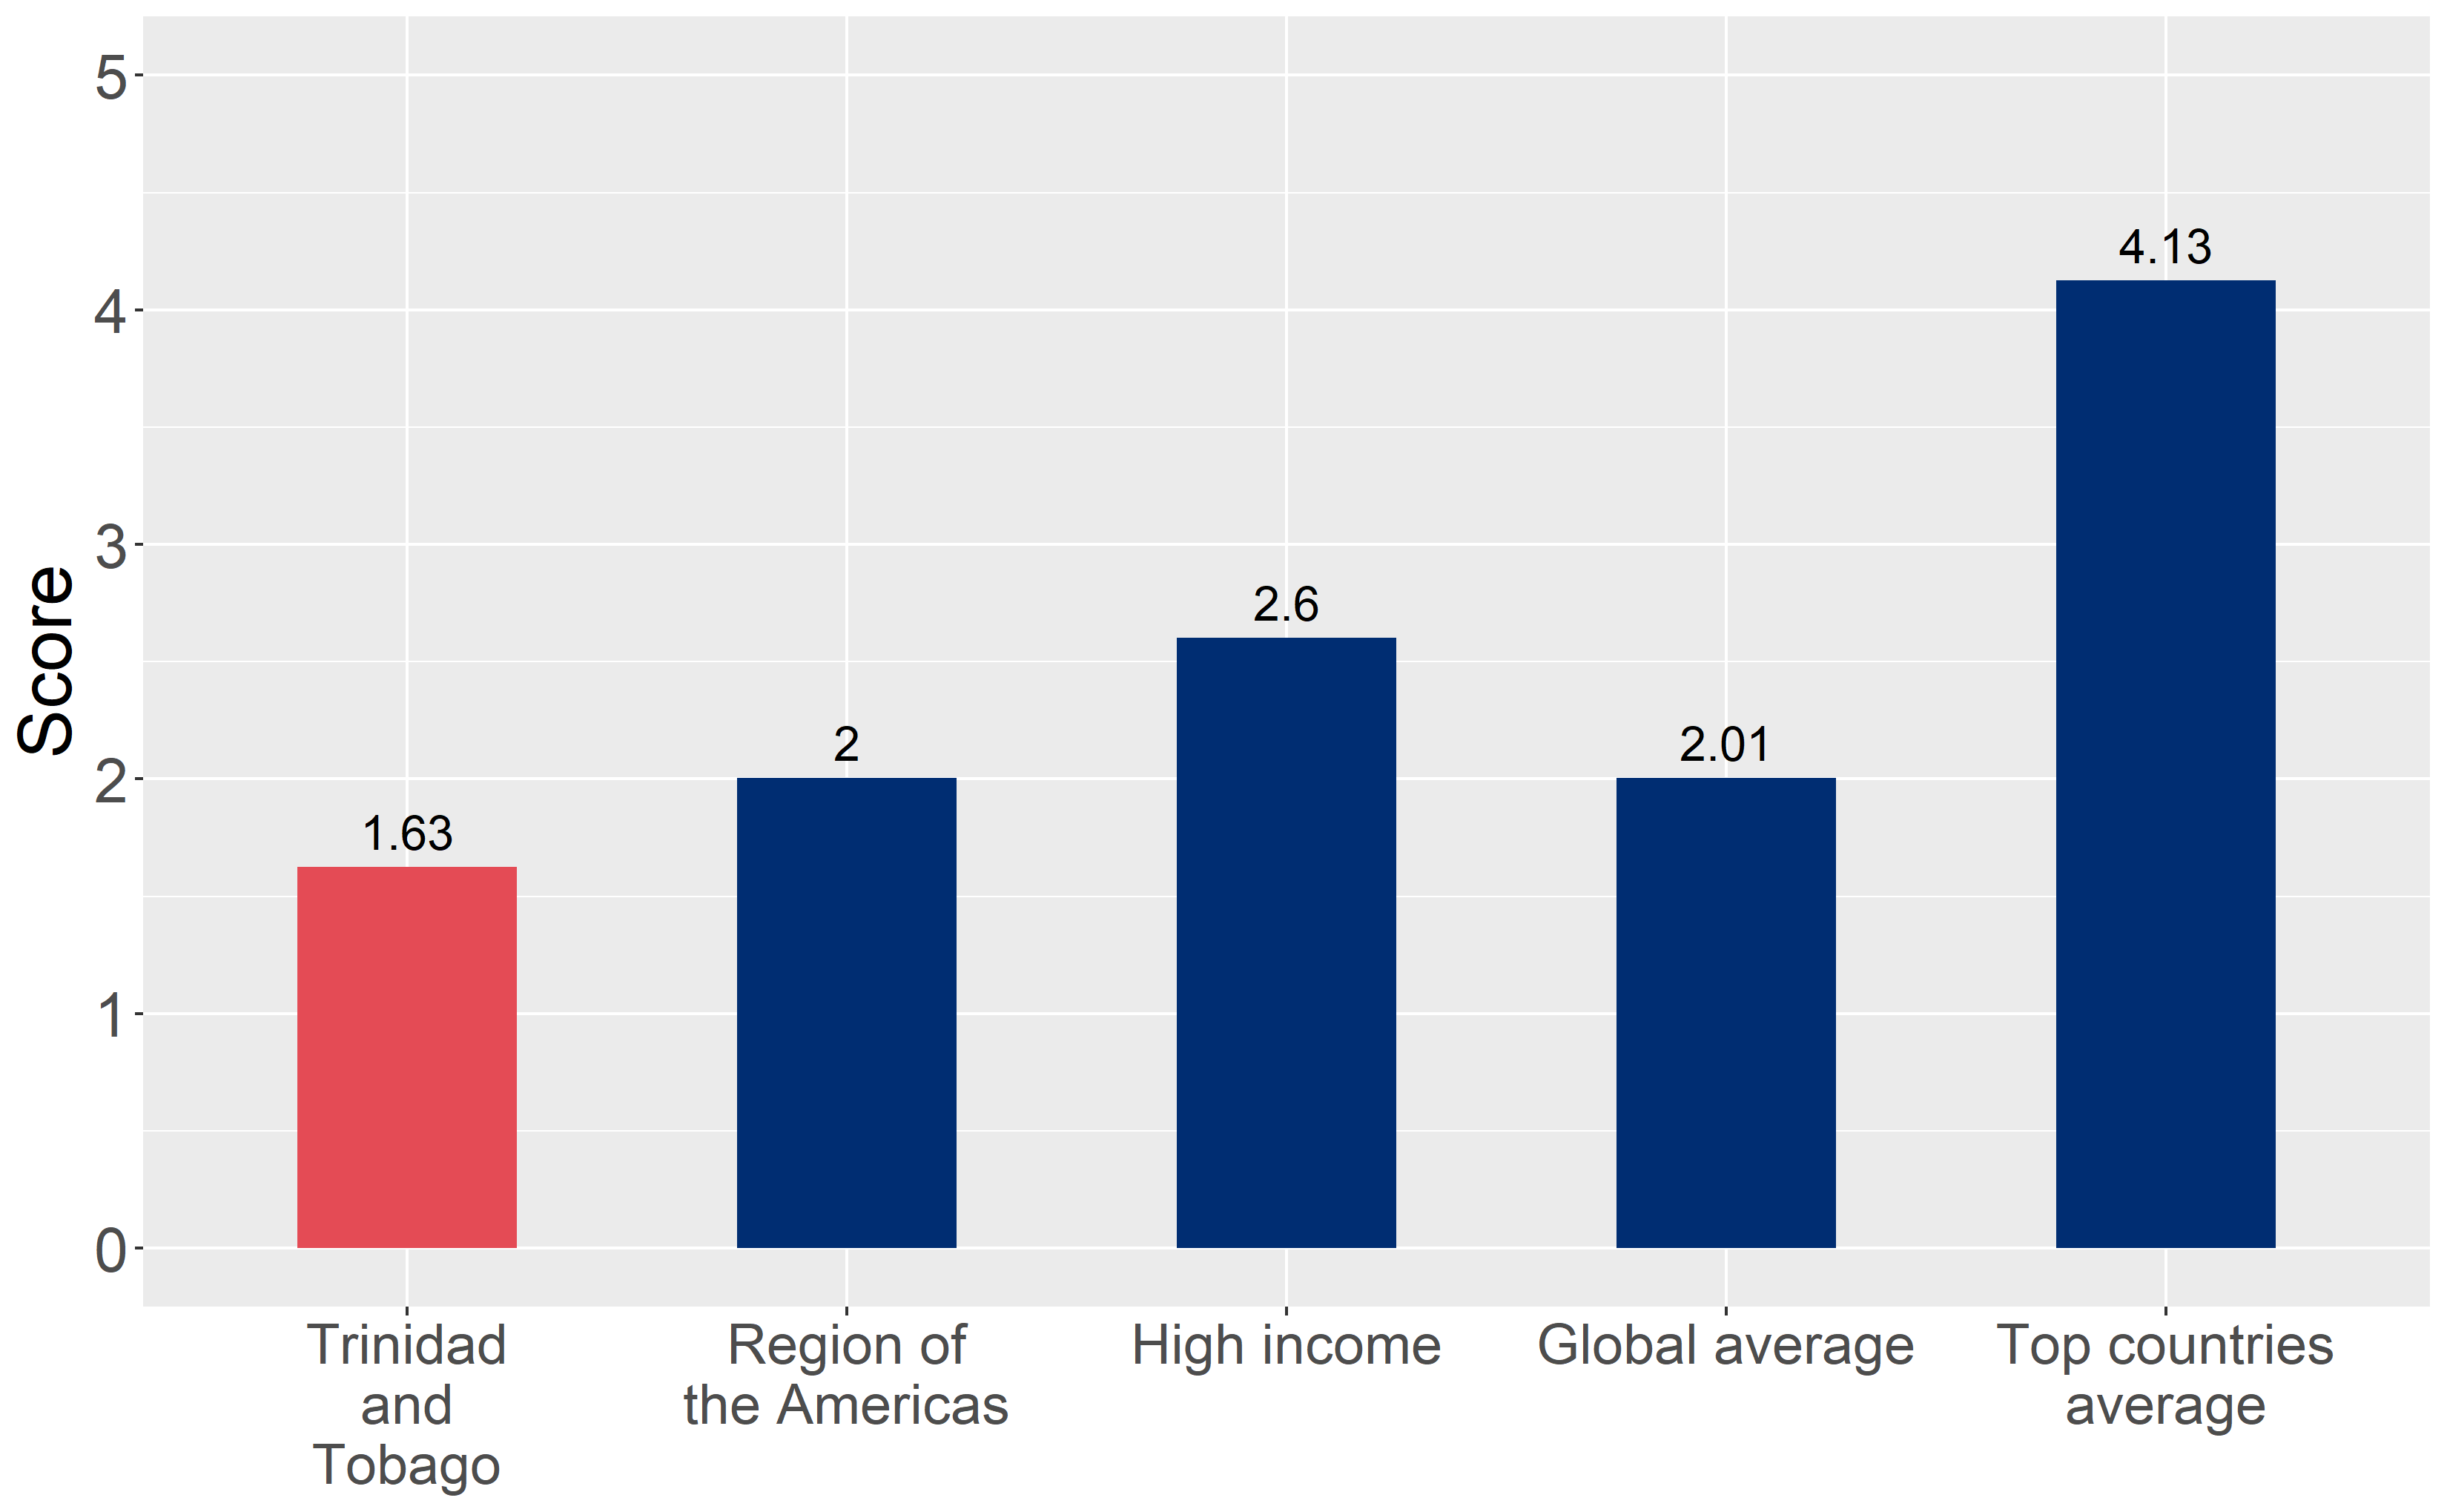 Score
5
4
3
2
1
0
1.63
2
2.6
2.01
4.13
Trinidad
and
Tobago
Region of
the Americas
High income
Global average
Top countries
average